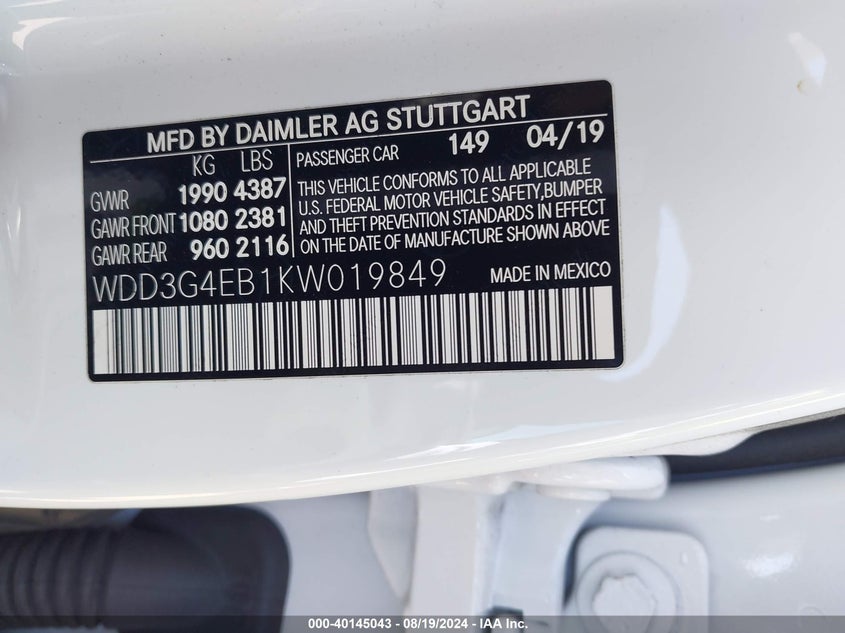 MFD BY DAIMLER AG STUTTGART
KG LBS
GVWR 1990 4387
GAWR FRONT 1080 2381
GAWR REAR 960 2116
PASSENGER CAR 149 04/19
THIS VEHICLE CONFORMS TO ALL APPLICABLE
U.S. FEDERAL MOTOR VEHICLE SAFETY,BUMPER
AND THEFT PREVENTION STANDARDS IN EFFECT
ON THE DATE OF MANUFACTURE SHOWN ABOVE
WDD3G4EB1KW019849 MADE IN MEXICO
000-40145043 - 08/19/2024 - IAA Inc.